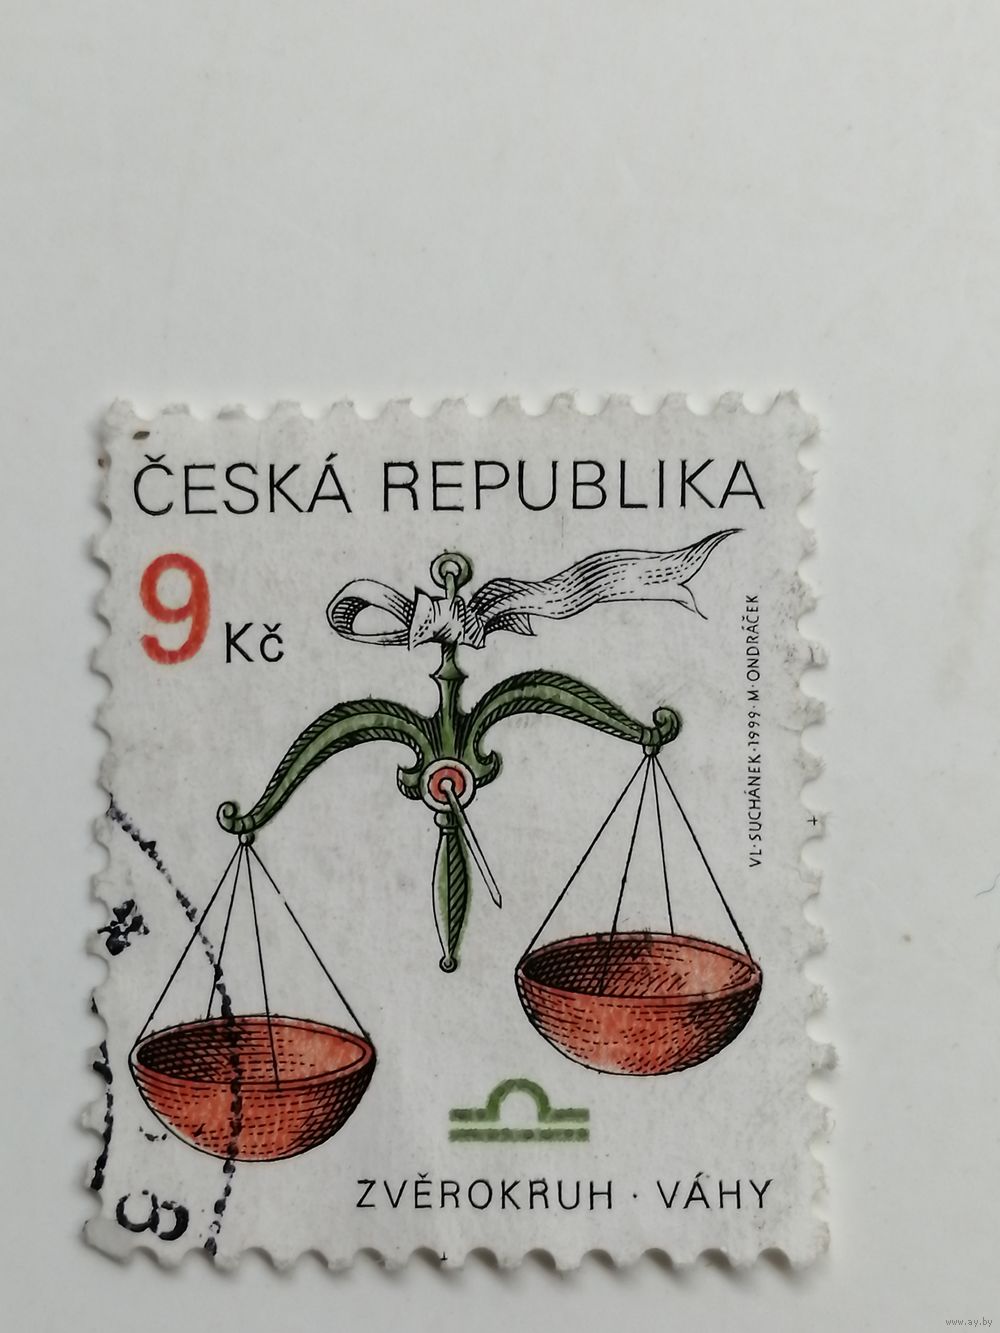 ČESKÁ REPUBLIKA
9 Kč
VL·SUCHÁNEK·1999·M·ONDRÁČEK
ZVĚROKRUH · VÁHY
www.ay.by